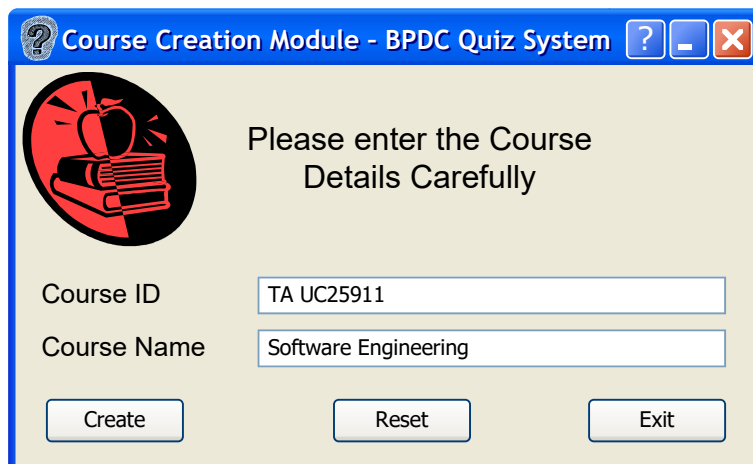 Course Creation Module - BPDC Quiz System ?
Please enter the Course
Details Carefully
Course ID TA UC25911
Course Name Software Engineering
Create Reset Exit